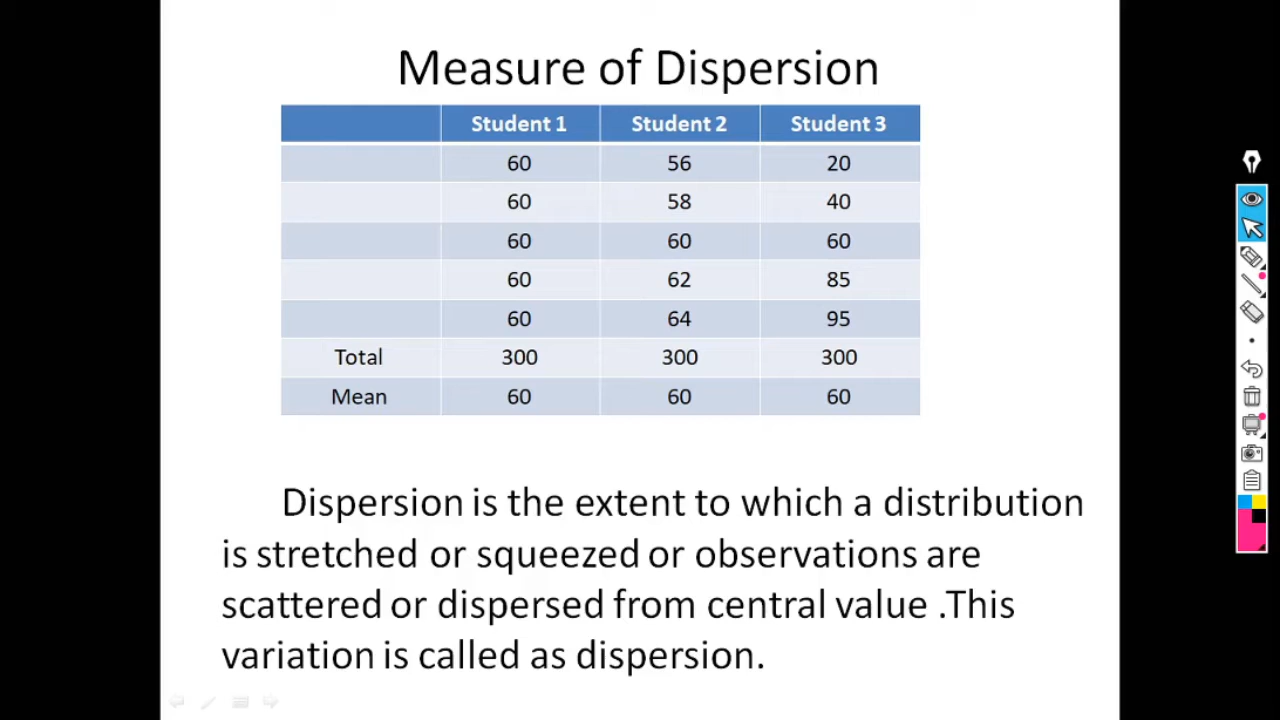 Measure of Dispersion
Student 1 Student 2 Student 3
60 56 20
60 58 40
60 60 60
60 62 85
60 64 95
Total 300 300 300
Mean 60 60 60
Dispersion is the extent to which a distribution
is stretched or squeezed or observations are
scattered or dispersed from central value .This
variation is called as dispersion.